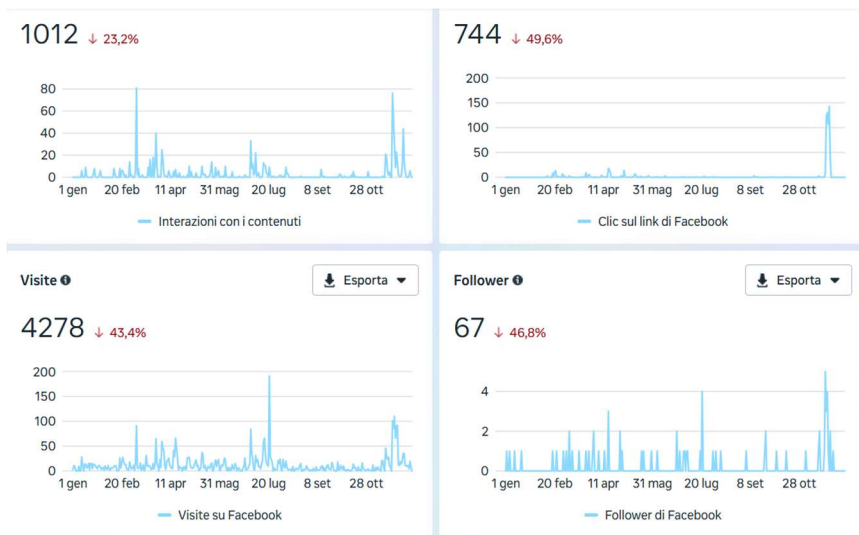 1012 ↓ 23,2%
80
60
40
20
0
1 gen 20 feb 11 apr 31 mag 20 lug 8 set 28 ott
Interazioni con i contenuti
744 ↓ 49,6%
200
150
100
50
0
1 gen 20 feb 11 apr 31 mag 20 lug 8 set 28 ott
Clic sul link di Facebook
Visite
Esporta
4278 ↓ 43,4%
200
150
100
50
0
1 gen 20 feb 11 apr 31 mag 20 lug 8 set 28 ott
Visite su Facebook
Follower
Esporta
67 ↓ 46,8%
4
2
0
1 gen 20 feb 11 apr 31 mag 20 lug 8 set 28 ott
Follower di Facebook